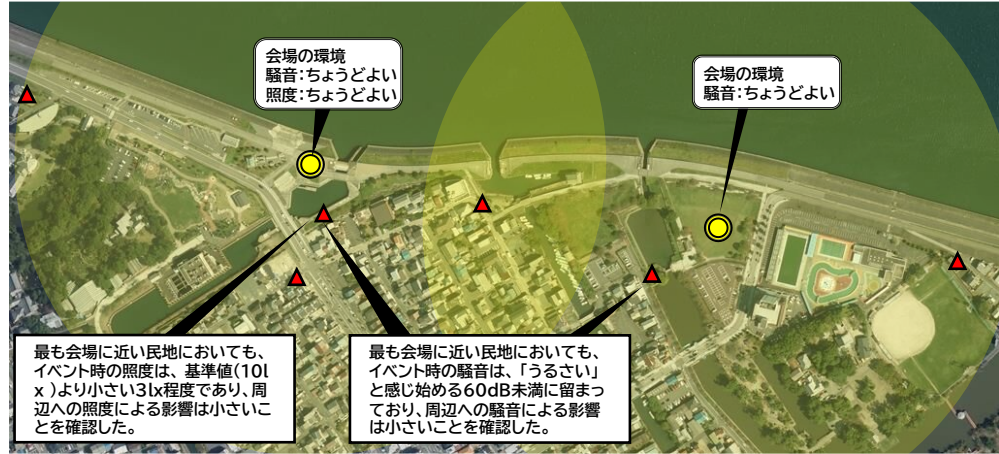 会場の環境
騒音：ちょうどよい
照度：ちょうどよい
会場の環境
騒音：ちょうどよい
最も会場に近い民地においても、
イベント時の照度は、基準値（10l
x ）より小さい3lx程度であり、周
辺への照度による影響は小さいこ
とを確認した。
最も会場に近い民地においても、
イベント時の騒音は、「うるさい」
と感じ始める60dB未満に留まっ
ており、周辺への騒音による影響
は小さいことを確認した。